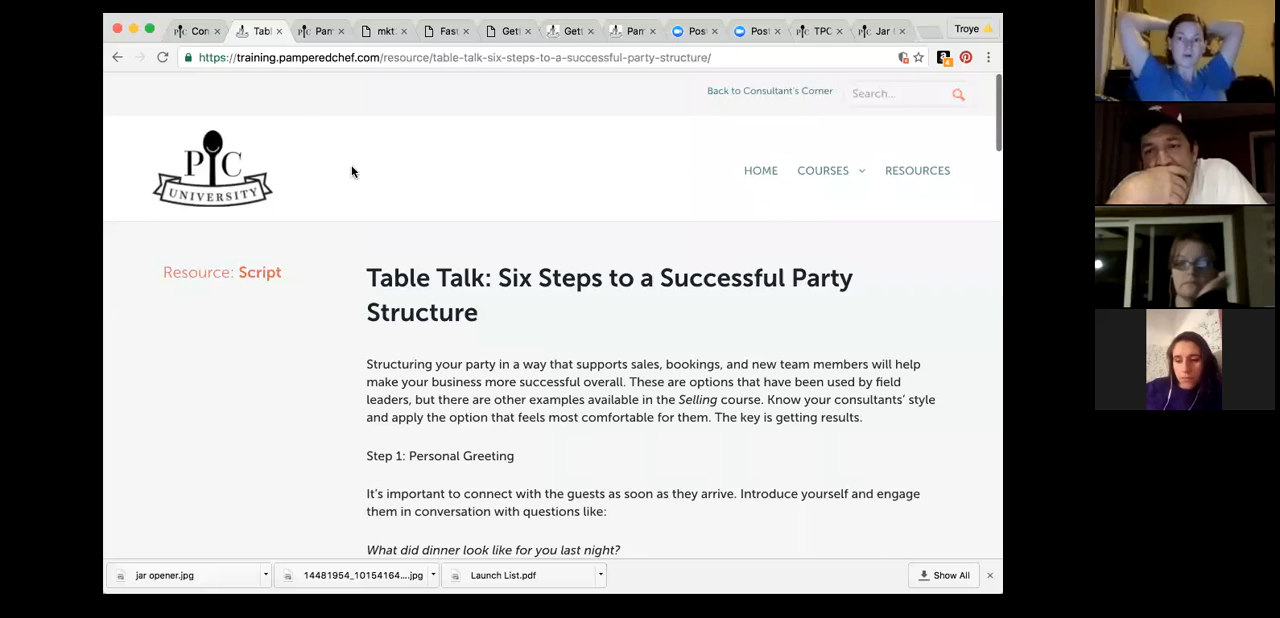 Con
Tabl
Pam
mkt
Fast
Gett
Gett
Pam
Post
Post
TPC
Jar
Troye
https://training.pamperedchef.com/resource/table-talk-six-steps-to-a-successful-party-structure/
Back to Consultant's Corner
Search...
PC
UNIVERSITY
HOME
COURSES
RESOURCES
Resource: Script
Table Talk: Six Steps to a Successful Party
Structure
Structuring your party in a way that supports sales, bookings, and new team members will help
make your business more successful overall. These are options that have been used by field
leaders, but there are other examples available in the Selling course. Know your consultants' style
and apply the option that feels most comfortable for them. The key is getting results.
Step 1: Personal Greeting
It's important to connect with the guests as soon as they arrive. Introduce yourself and engage
them in conversation with questions like:
What did dinner look like for you last night?
jar opener.jpg
14481954_10154164....jpg
Launch List.pdf
Show All